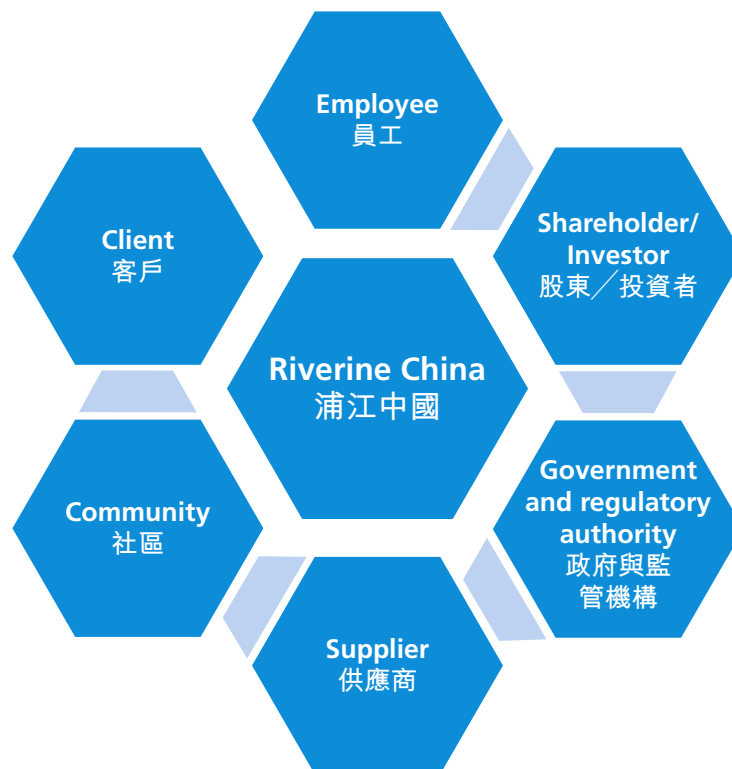 Employee
員工
Client
客戶
Shareholder/
Investor
股東／投資者
Riverine China
浦江中國
Community
社區
Government
and regulatory
authority
政府與監
管機構
Supplier
供應商